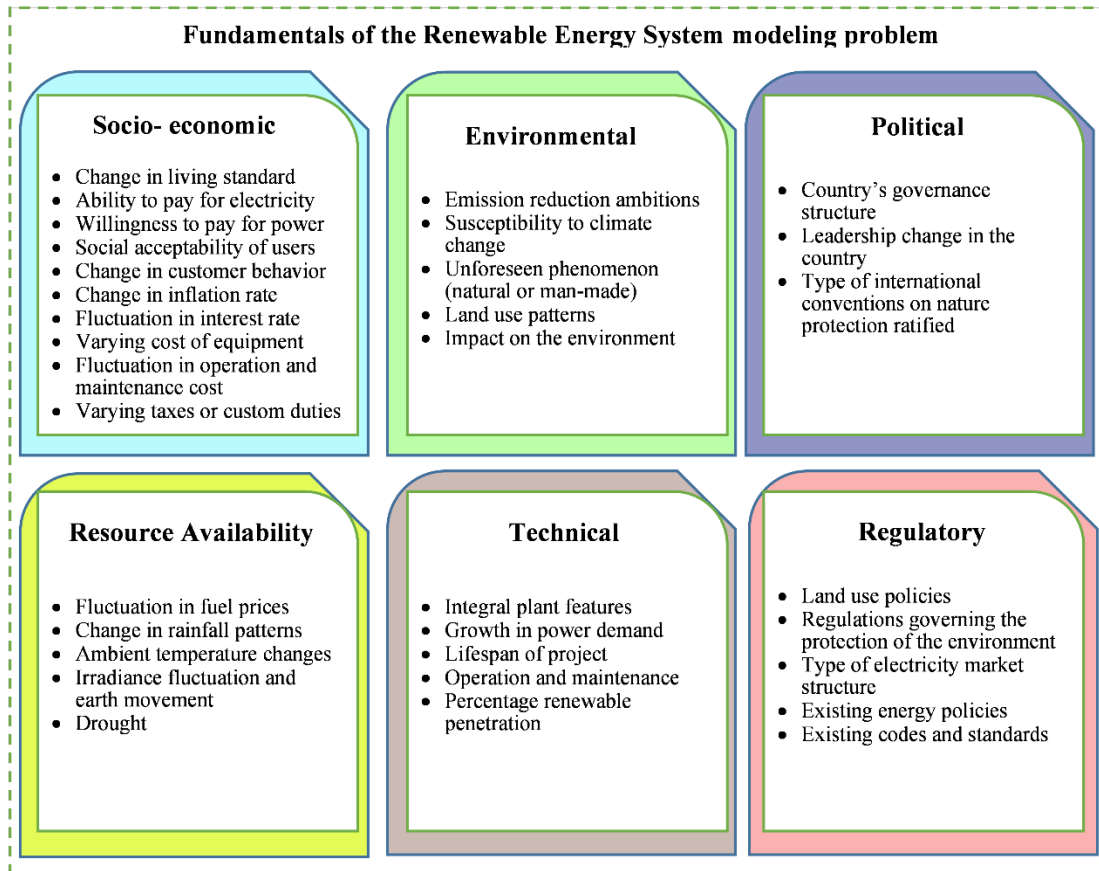 Fundamentals of the Renewable Energy System modeling problem
Socio- economic
• Change in living standard
• Ability to pay for electricity
• Willingness to pay for power
• Social acceptability of users
• Change in customer behavior
• Change in inflation rate
• Fluctuation in interest rate
• Varying cost of equipment
• Fluctuation in operation and
maintenance cost
• Varying taxes or custom duties
Environmental
• Emission reduction ambitions
• Susceptibility to climate
change
• Unforeseen phenomenon
(natural or man-made)
• Land use patterns
• Impact on the environment
Political
• Country’s governance
structure
• Leadership change in the
country
• Type of international
conventions on nature
protection ratified
Resource Availability
• Fluctuation in fuel prices
• Change in rainfall patterns
• Ambient temperature changes
• Irradiance fluctuation and
earth movement
• Drought
Technical
• Integral plant features
• Growth in power demand
• Lifespan of project
• Operation and maintenance
• Percentage renewable
penetration
Regulatory
• Land use policies
• Regulations governing the
protection of the environment
• Type of electricity market
structure
• Existing energy policies
• Existing codes and standards